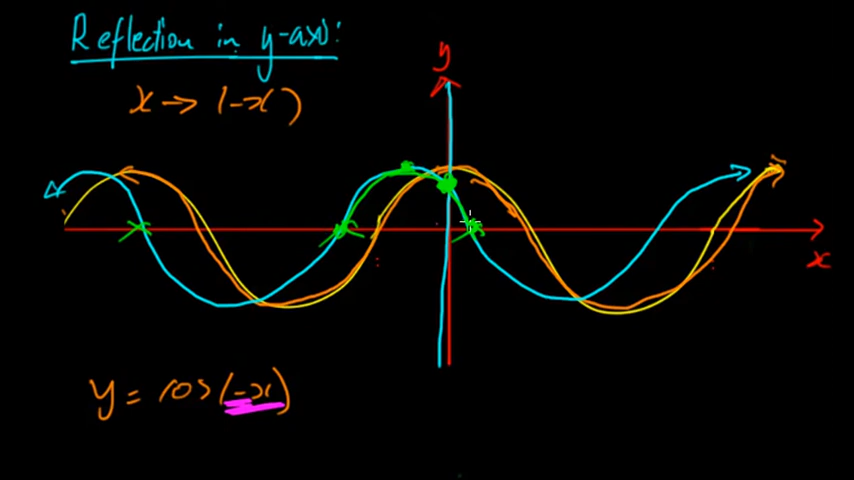 Reflection in y-axis:
x → (-x)
y
x
y = cos(-x)